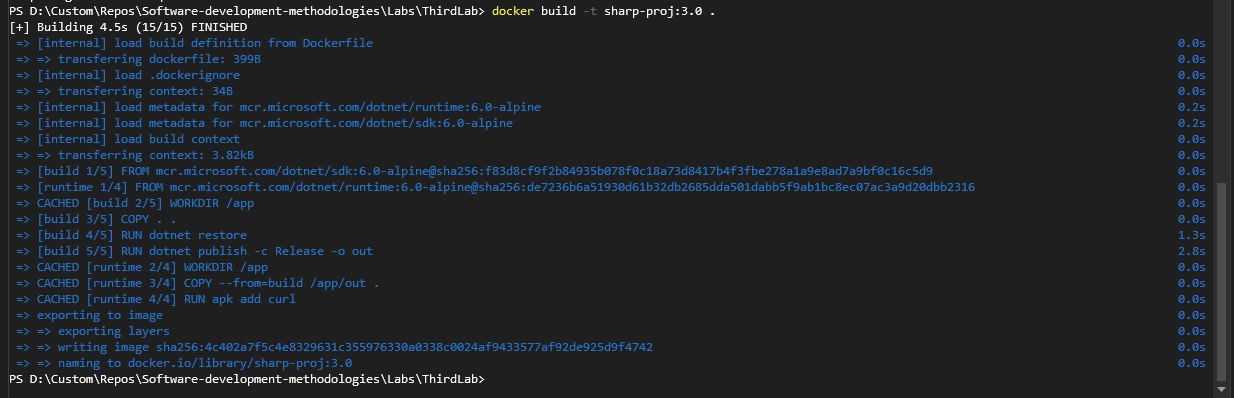 PS D:\Custom\Repos\Software-development-methodologies\Labs\ThirdLab> docker build -t sharp-proj:3.0 .
[+] Building 4.5s (15/15) FINISHED
=> [internal] load build definition from Dockerfile 0.0s
=> => transferring dockerfile: 399B 0.0s
=> [internal] load .dockerignore 0.0s
=> => transferring context: 34B 0.0s
=> [internal] load metadata for mcr.microsoft.com/dotnet/runtime:6.0-alpine 0.2s
=> [internal] load metadata for mcr.microsoft.com/dotnet/sdk:6.0-alpine 0.2s
=> [internal] load build context 0.0s
=> => transferring context: 3.82kB 0.0s
=> [build 1/5] FROM mcr.microsoft.com/dotnet/sdk:6.0-alpine@sha256:f83d8cf9f2b84935b078f0c18a73d8417b4f3fbe278a1a9e8ad7a9bf0c16c5d9 0.0s
=> [runtime 1/4] FROM mcr.microsoft.com/dotnet/runtime:6.0-alpine@sha256:de7236b6a51930d61b32db2685dda501dabb5f9ab1bc8ec07ac3a9d20dbb2316 0.0s
=> CACHED [build 2/5] WORKDIR /app 0.0s
=> [build 3/5] COPY . . 0.0s
=> [build 4/5] RUN dotnet restore 1.3s
=> [build 5/5] RUN dotnet publish -c Release -o out 2.8s
=> CACHED [runtime 2/4] WORKDIR /app 0.0s
=> CACHED [runtime 3/4] COPY --from=build /app/out . 0.0s
=> CACHED [runtime 4/4] RUN apk add curl 0.0s
=> exporting to image 0.0s
=> => exporting layers 0.0s
=> => writing image sha256:4c402a7f5c4e8329631c355976330a0338c0024af9433577af92de925d9f4742 0.0s
=> => naming to docker.io/library/sharp-proj:3.0 0.0s
PS D:\Custom\Repos\Software-development-methodologies\Labs\ThirdLab>